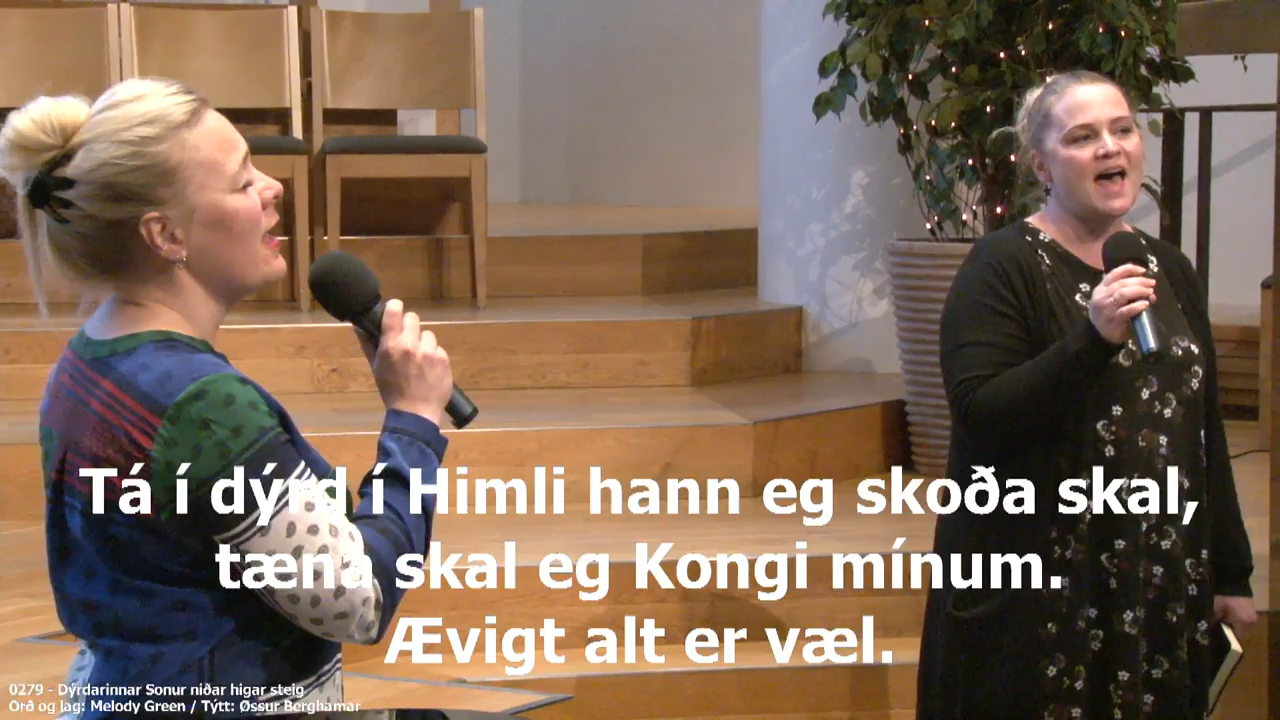 Tá í dýrd í Himli hann eg skoða skal,
tæna skal eg Kongi mínum.
Ævigt alt er væl.
0279 - Dýrdarinnar Sonur niðar higar steig
Orð og lag: Melody Green / Týtt: Øssur Berghamar